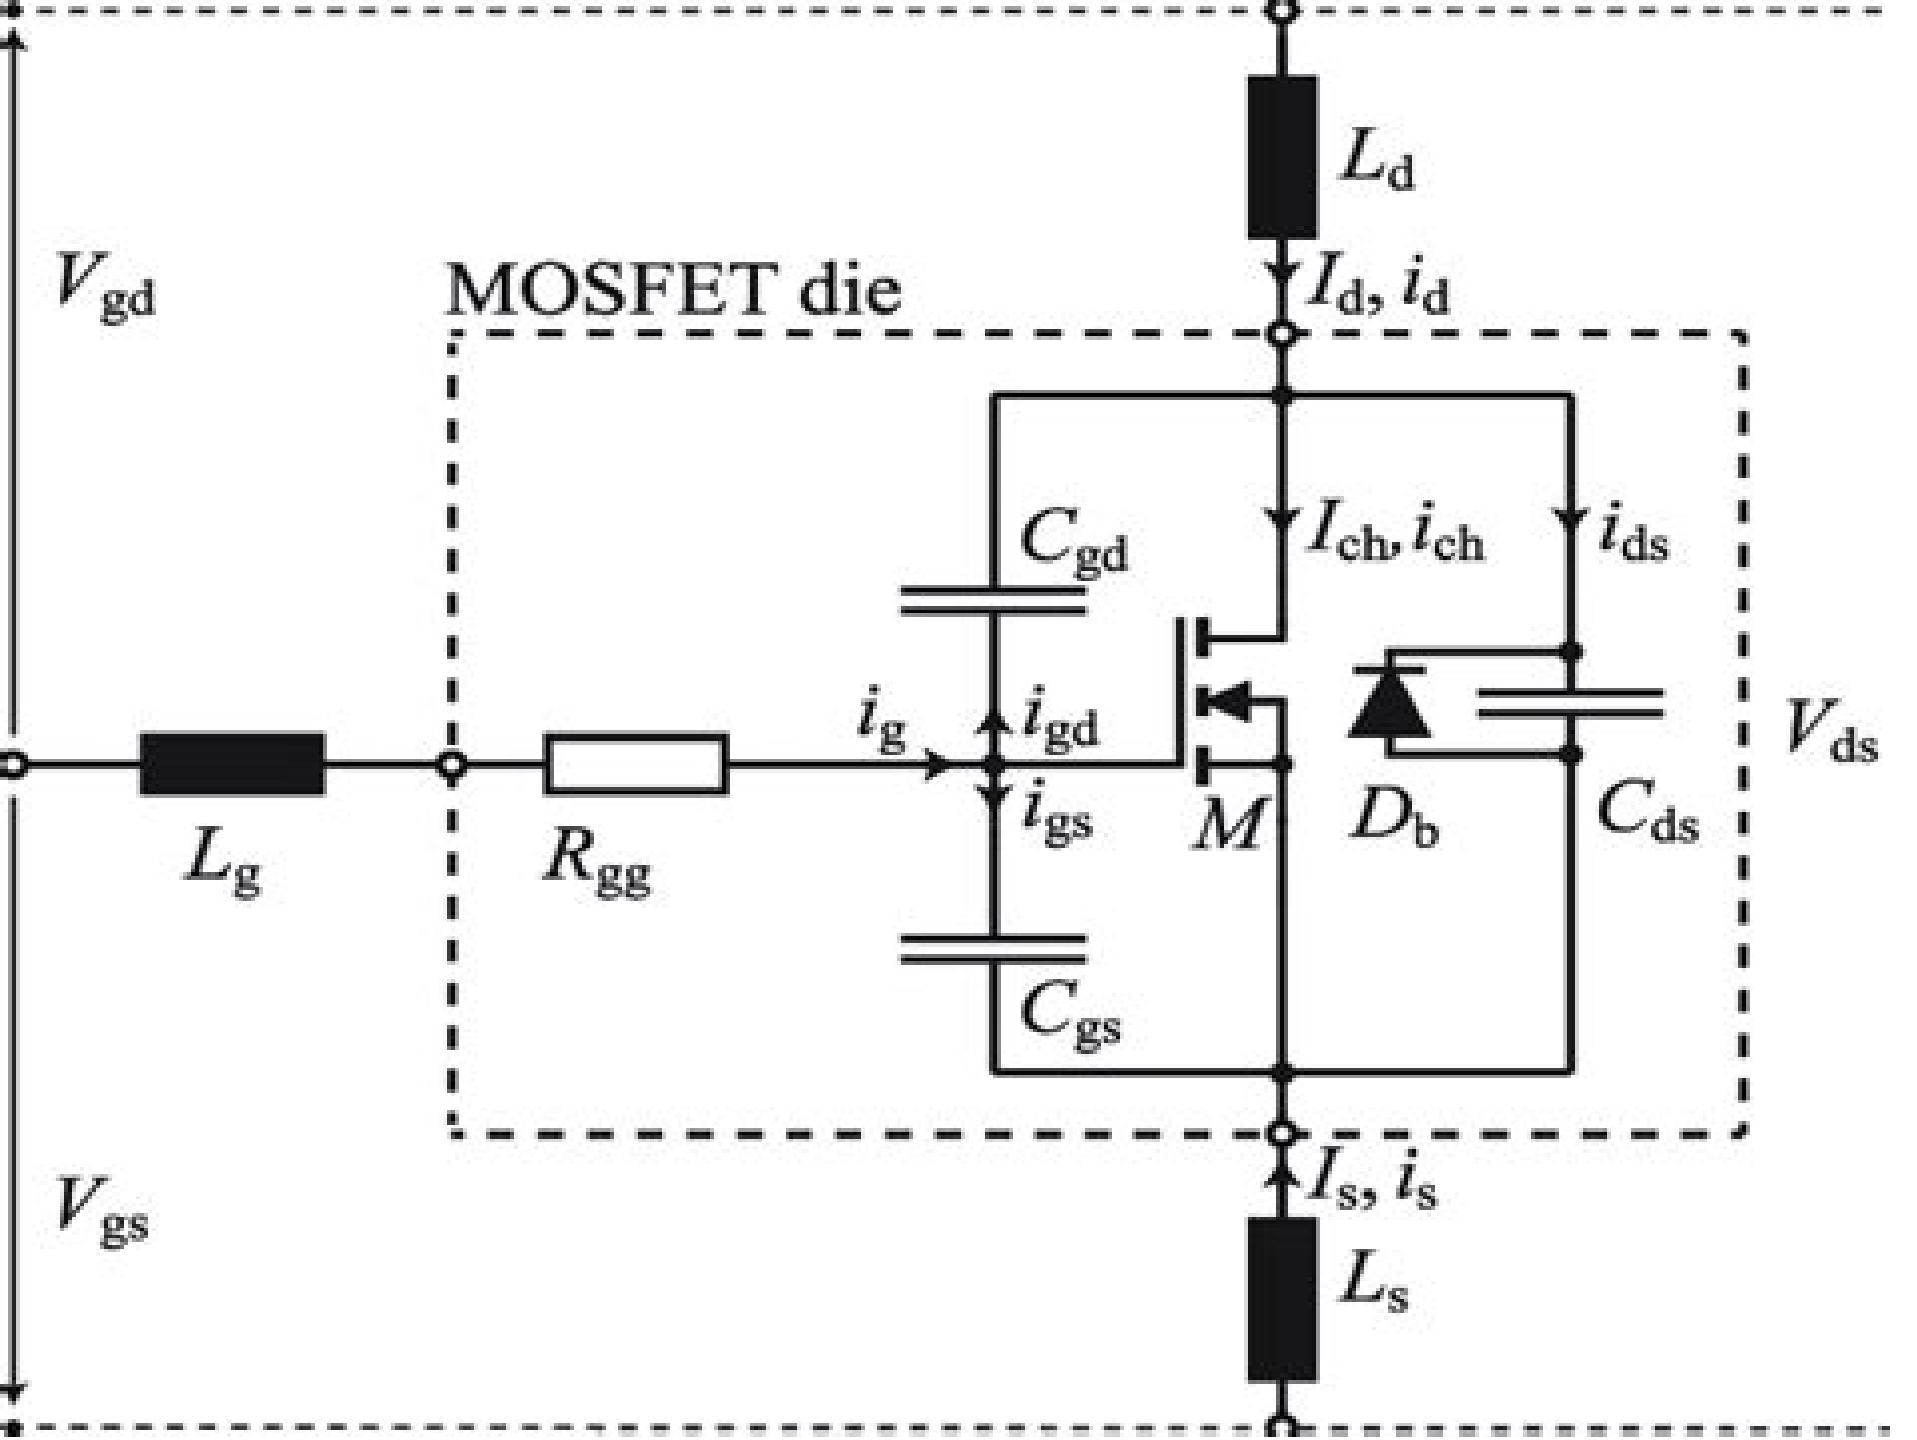 Ld
Vgd
MOSFET die
Id, id
Cgd
Ich, ich
ids
ig
igd
Vds
igs
M
Db
Cds
Lg
Rgg
Cgs
Is, is
Vgs
Ls